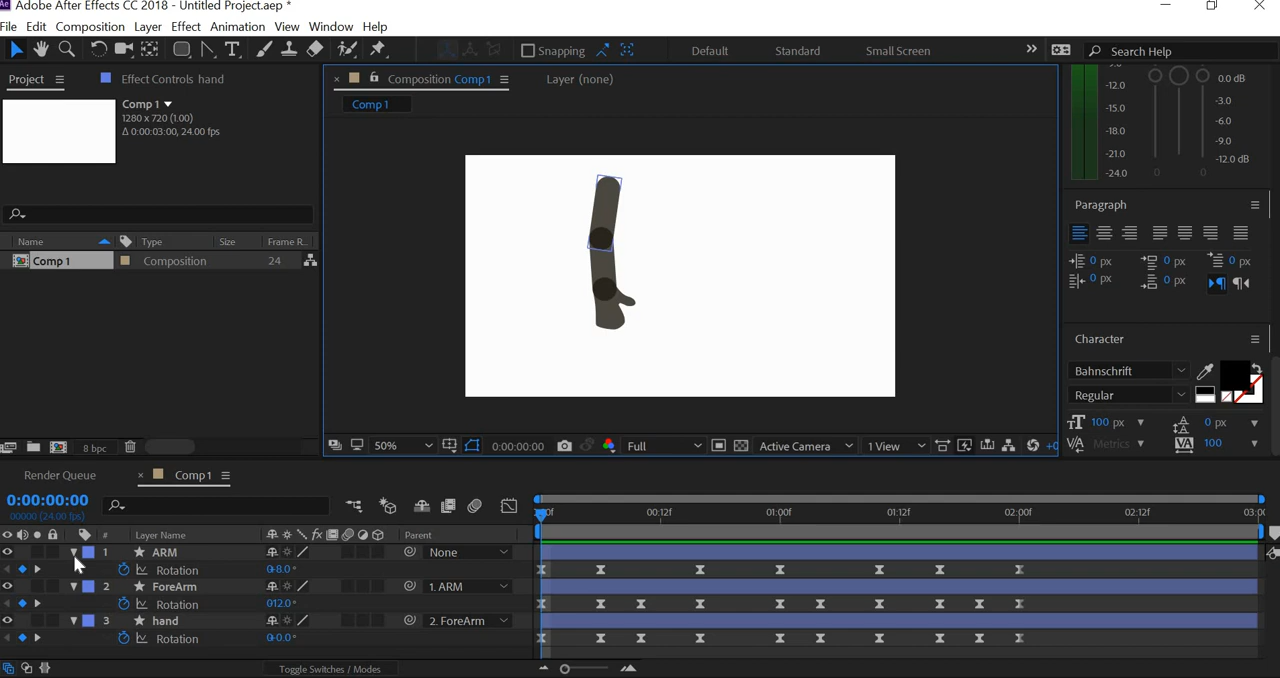 Ae Adobe After Effects CC 2018 - Untitled Project.aep *
File Edit Composition Layer Effect Animation View Window Help
Snapping Default Standard Small Screen » Search Help
Project Effect Controls hand
Composition Comp 1 Layer (none)
Comp 1
1280 x 720 (1.00)
Δ 0:00:03:00, 24.00 fps
Comp 1
Name Type Size Frame R...
Comp 1 Composition 24
8 bpc
50% 0:00:00:00 Full Active Camera 1 View +0
-12.0
-15.0
-18.0
-21.0
-24.0
0.0 dB
-3.0
-6.0
-9.0
-12.0 dB
Paragraph
0 px 0 px 0 px
0 px 0 px
Character
Bahnschrift
Regular
100 px 0 px
Metrics 100
Render Queue Comp 1
0:00:00:00
00000 (24.00 fps)
# Layer Name Parent
1 ARM None
Rotation 0x-8.0°
2 ForeArm 1. ARM
Rotation 0x12.0°
3 hand 2. ForeArm
Rotation 0x-0.0°
Toggle Switches / Modes
:00f 00:12f 01:00f 01:12f 02:00f 02:12f 03:00